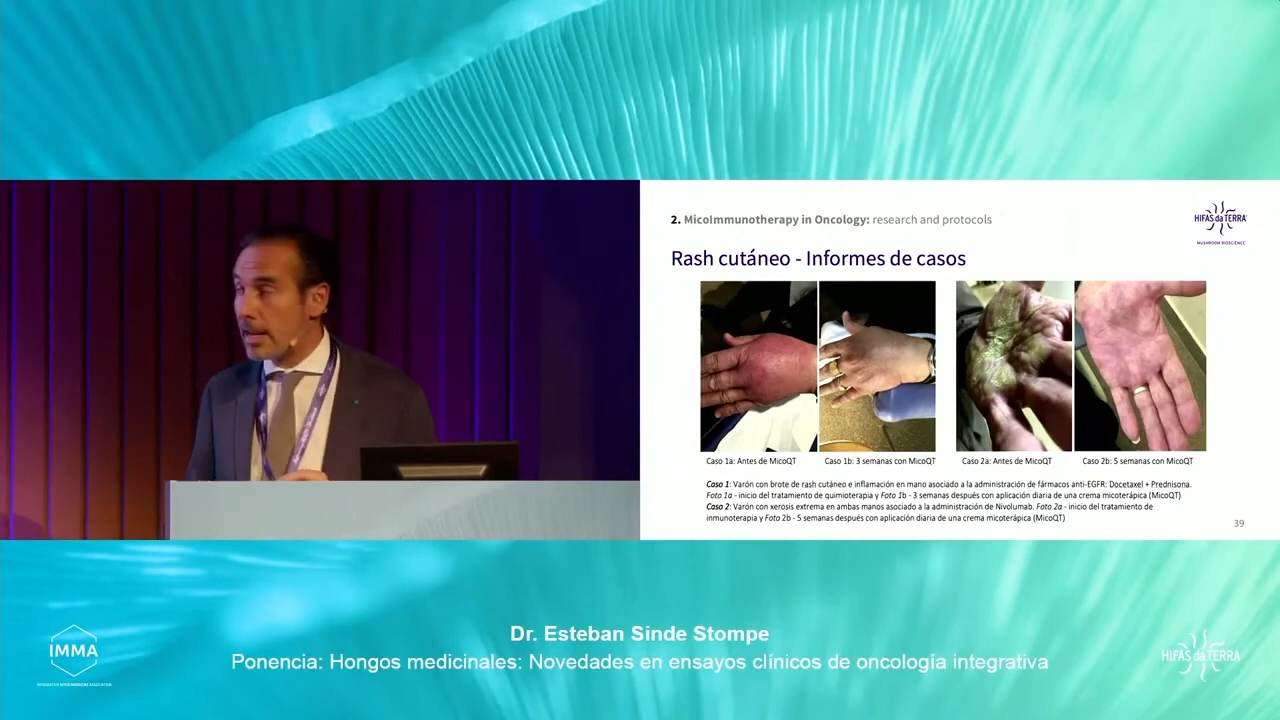 2. MicoImmunotherapy in Oncology: research and protocols
HIFAS da TERRA
MUSHROOM BIOSCIENCE
Rash cutáneo - Informes de casos
Caso 1a: Antes de MicoQT
Caso 1b: 3 semanas con MicoQT
Caso 2a: Antes de MicoQT
Caso 2b: 5 semanas con MicoQT
Caso 1: Varón con brote de rash cutáneo e inflamación en mano asociado a la administración de fármacos anti-EGFR: Docetaxel + Prednisona.
Foto 1a - inicio del tratamiento de quimioterapia y Foto 1b - 3 semanas después con aplicación diaria de una crema micoterápica (MicoQT)
Caso 2: Varón con xerosis extrema en ambas manos asociado a la administración de Nivolumab. Foto 2a - inicio del tratamiento de
inmunoterapia y Foto 2b - 5 semanas después con aplicación diaria de una crema micoterápica (MicoQT)
39
Dr. Esteban Sinde Stompe
Ponencia: Hongos medicinales: Novedades en ensayos clínicos de oncología integrativa
IMMA
HIFAS da TERRA